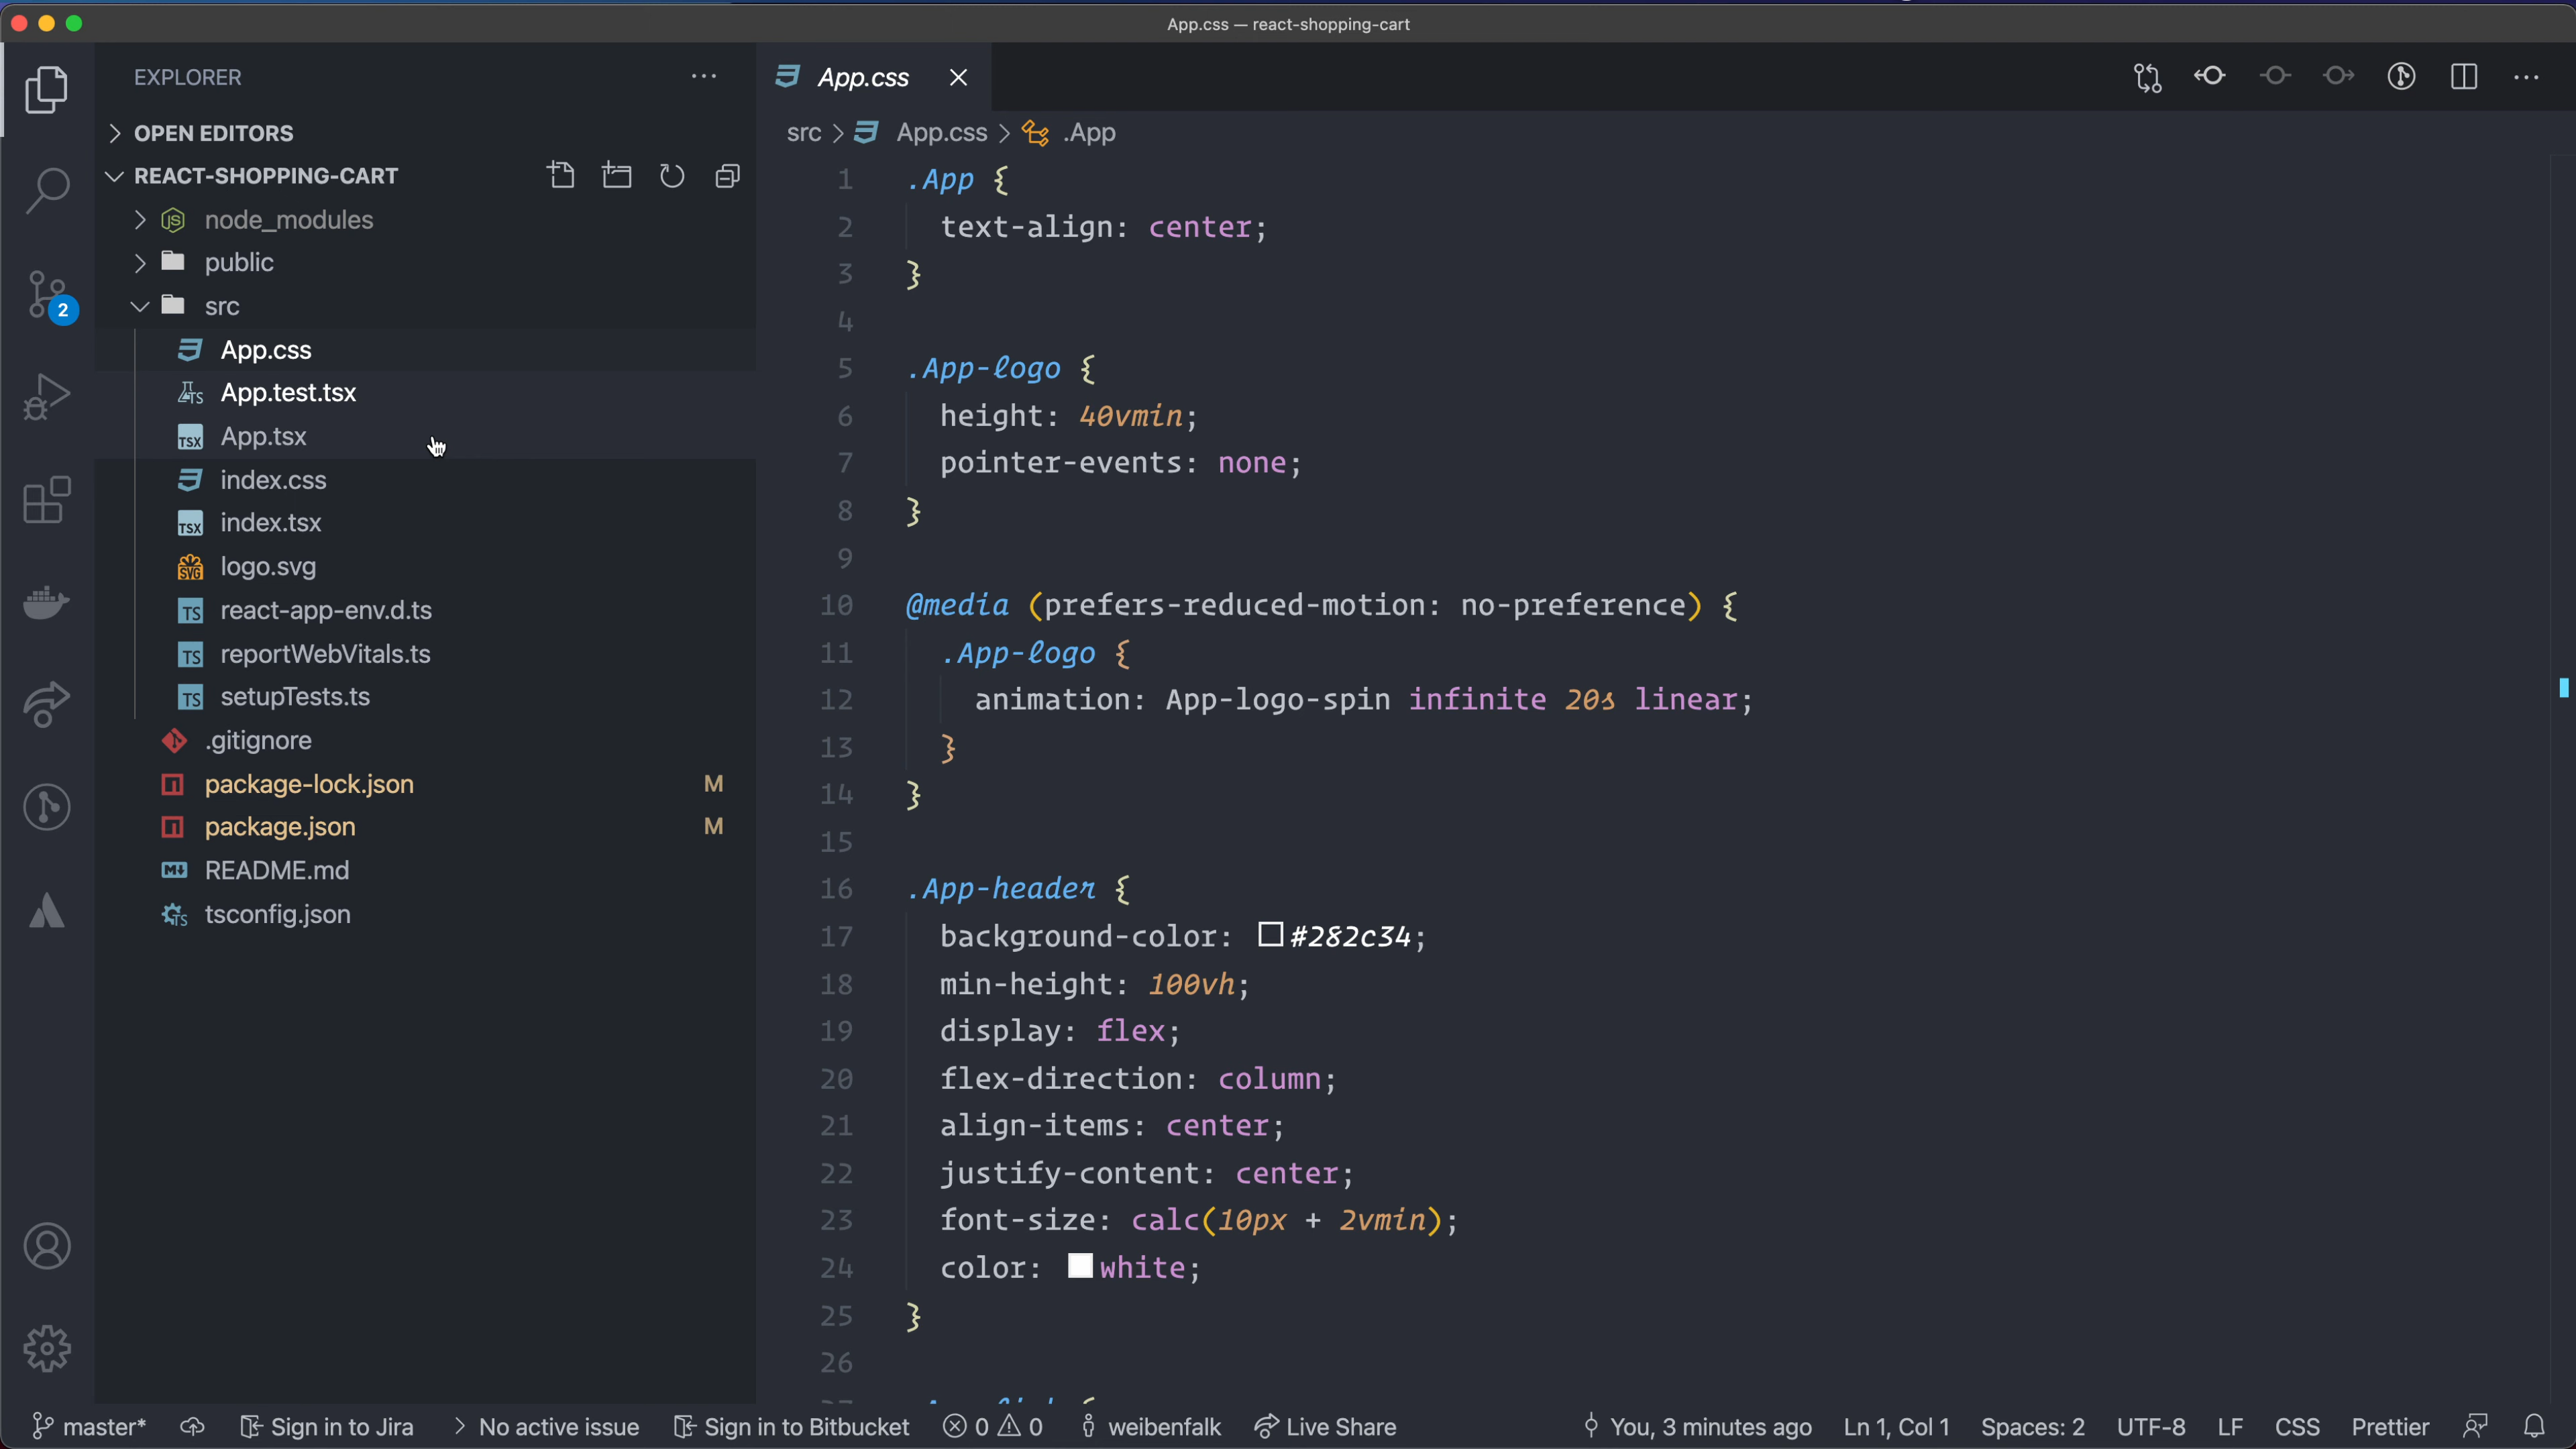 App.css — react-shopping-cart
EXPLORER
OPEN EDITORS
REACT-SHOPPING-CART
node_modules
public
src
App.css
App.test.tsx
App.tsx
index.css
index.tsx
logo.svg
react-app-env.d.ts
reportWebVitals.ts
setupTests.ts
.gitignore
package-lock.json M
package.json M
README.md
tsconfig.json
2
App.css
src > App.css > .App
1 .App {
2 text-align: center;
3 }
4
5 .App-logo {
6 height: 40vmin;
7 pointer-events: none;
8 }
9
10 @media (prefers-reduced-motion: no-preference) {
11 .App-logo {
12 animation: App-logo-spin infinite 20s linear;
13 }
14 }
15
16 .App-header {
17 background-color: #282c34;
18 min-height: 100vh;
19 display: flex;
20 flex-direction: column;
21 align-items: center;
22 justify-content: center;
23 font-size: calc(10px + 2vmin);
24 color: white;
25 }
26
master* Sign in to Jira > No active issue Sign in to Bitbucket 0 0 weibenfalk Live Share You, 3 minutes ago Ln 1, Col 1 Spaces: 2 UTF-8 LF CSS Prettier